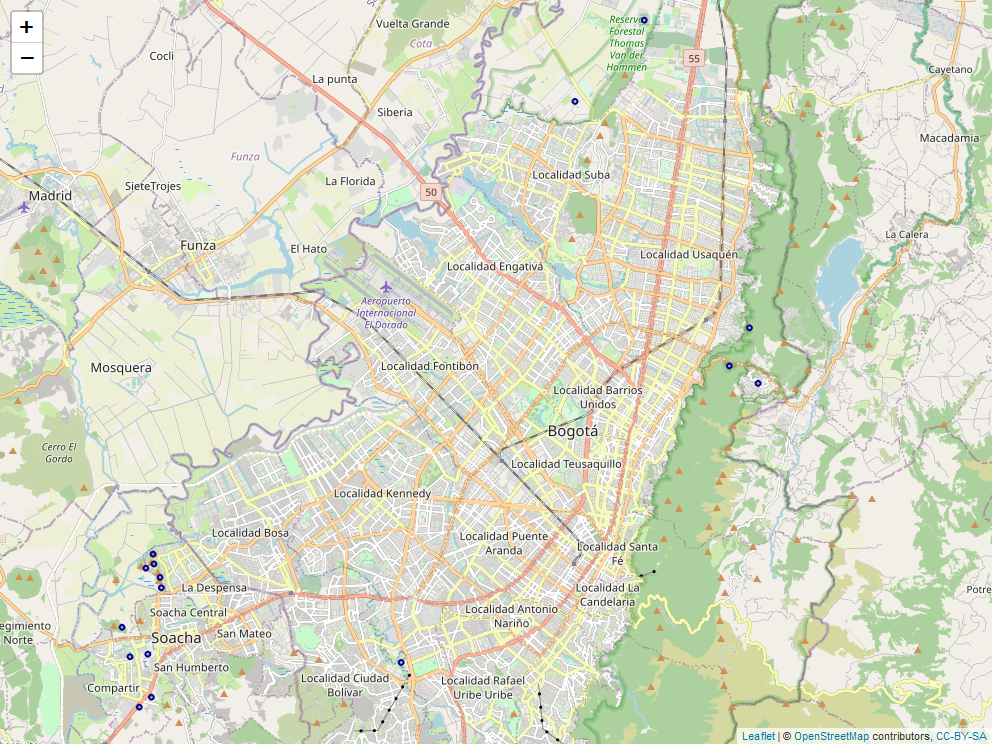 +
−
Vuelta Grande
Cota
Cocli
La punta
Siberia
Reserva
Forestal
Thomas
Van der
Hammen
55
Cayetano
Macadamia
Funza
SieteTrojes
La Florida
50
Localidad Suba
Madrid
Funza
El Hato
La Calera
Localidad Usaquén
Localidad Engativá
Aeropuerto
Internacional
El Dorado
Mosquera
Localidad Fontibón
Localidad Barrios
Unidos
Bogotá
Cerro El
Gordo
Localidad Teusaquillo
Localidad Kennedy
Localidad Bosa
Localidad Puente
Aranda
Localidad Santa
Fé
La Despensa
Localidad La
Candelaria
Potre
Soacha Central
Localidad Antonio
Nariño
egimiento
Norte
Soacha
San Mateo
San Humberto
Compartir
Localidad Ciudad
Bolívar
Localidad Rafael
Uribe Uribe
Leaflet | © OpenStreetMap contributors, CC-BY-SA